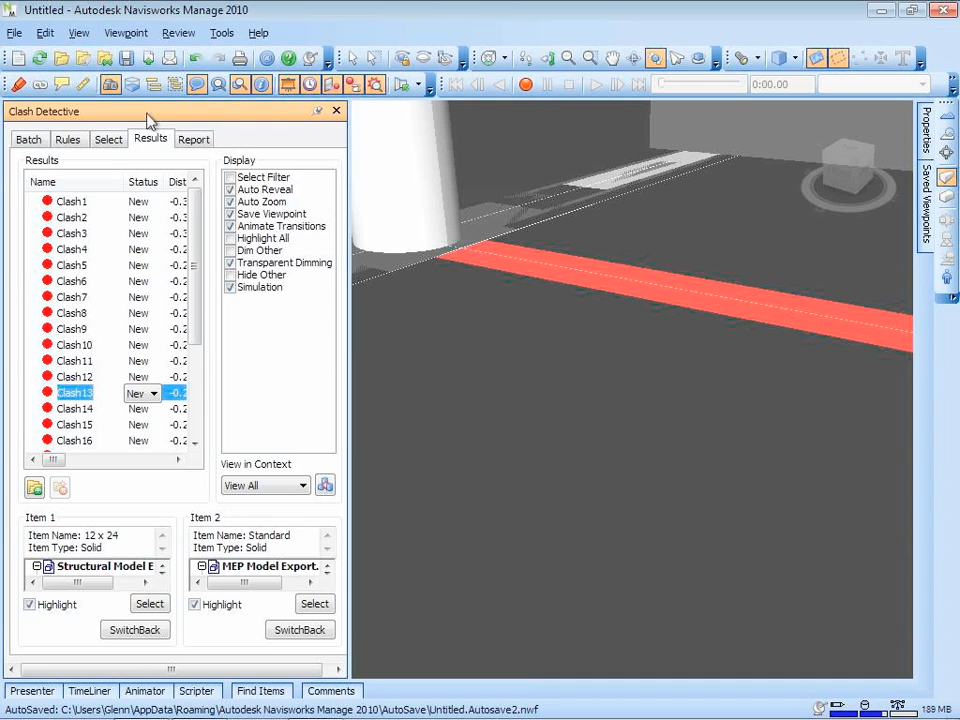 Untitled - Autodesk Navisworks Manage 2010
File Edit View Viewpoint Review Tools Help
0:00.00
Clash Detective
Batch Rules Select Results Report
Results
Name Status Dist
Clash1 New -0.3
Clash2 New -0.3
Clash3 New -0.3
Clash4 New -0.2
Clash5 New -0.2
Clash6 New -0.2
Clash7 New -0.2
Clash8 New -0.2
Clash9 New -0.2
Clash10 New -0.2
Clash11 New -0.2
Clash12 New -0.2
Clash13 New -0.2
Clash14 New -0.2
Clash15 New -0.2
Clash16 New -0.2
Display
Select Filter
Auto Reveal
Auto Zoom
Save Viewpoint
Animate Transitions
Highlight All
Dim Other
Transparent Dimming
Hide Other
Simulation
View in Context
View All
Item 1
Item Name: 12 x 24
Item Type: Solid
Structural Model E
Highlight Select
SwitchBack
Item 2
Item Name: Standard
Item Type: Solid
MEP Model Export.
Highlight Select
SwitchBack
Properties
Saved Viewpoints
Presenter TimeLiner Animator Scripter Find Items Comments
AutoSaved: C:\Users\Glenn\AppData\Roaming\Autodesk Navisworks Manage 2010\AutoSave\Untitled.Autosave2.nwf
189 MB